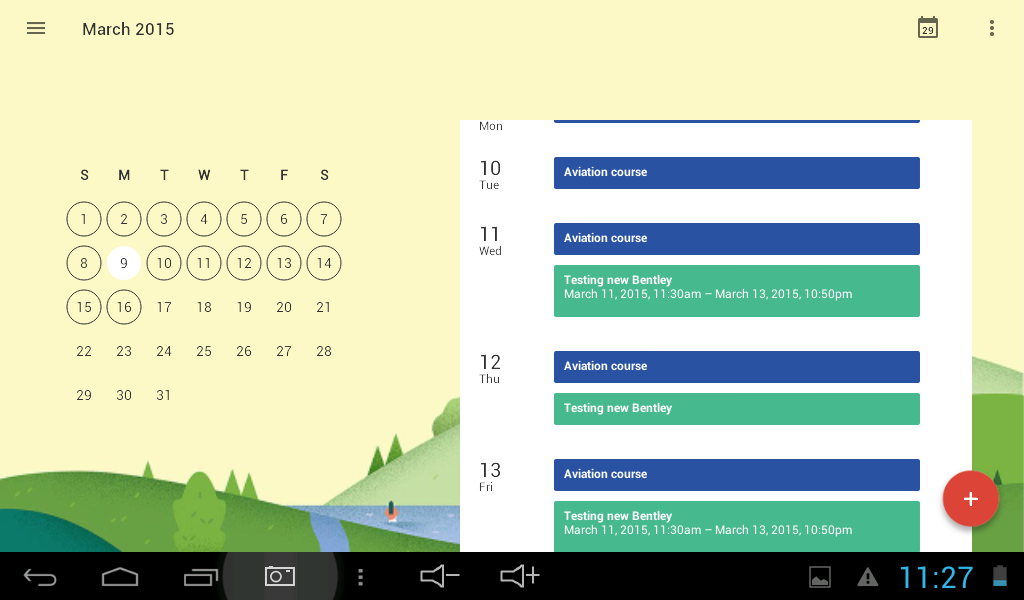 March 2015
29
S M T W T F S
1 2 3 4 5 6 7
8 9 10 11 12 13 14
15 16 17 18 19 20 21
22 23 24 25 26 27 28
29 30 31
Mon
10
Tue
Aviation course
11
Wed
Aviation course
Testing new Bentley
March 11, 2015, 11:30am – March 13, 2015, 10:50pm
12
Thu
Aviation course
Testing new Bentley
13
Fri
Aviation course
Testing new Bentley
March 11, 2015, 11:30am – March 13, 2015, 10:50pm
11:27